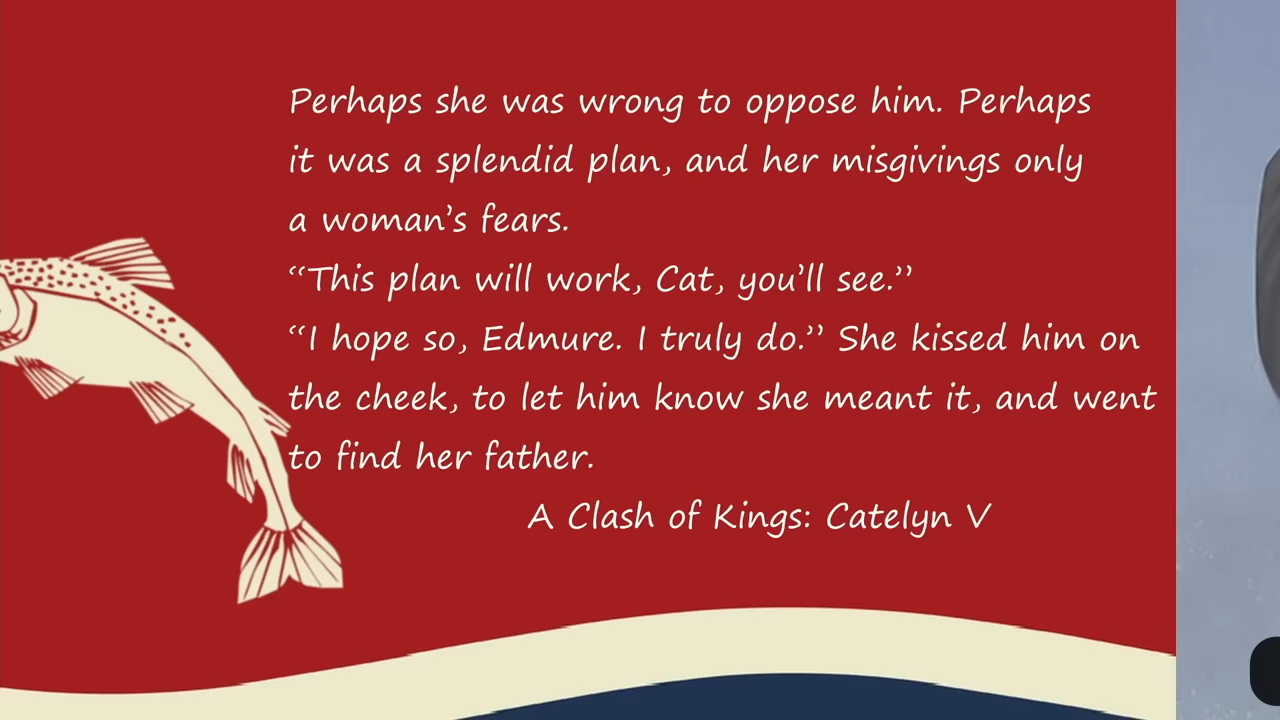 Perhaps she was wrong to oppose him. Perhaps
it was a splendid plan, and her misgivings only
a woman’s fears.
“This plan will work, Cat, you’ll see.”
“I hope so, Edmure. I truly do.” She kissed him on
the cheek, to let him know she meant it, and went
to find her father.
A Clash of Kings: Catelyn V